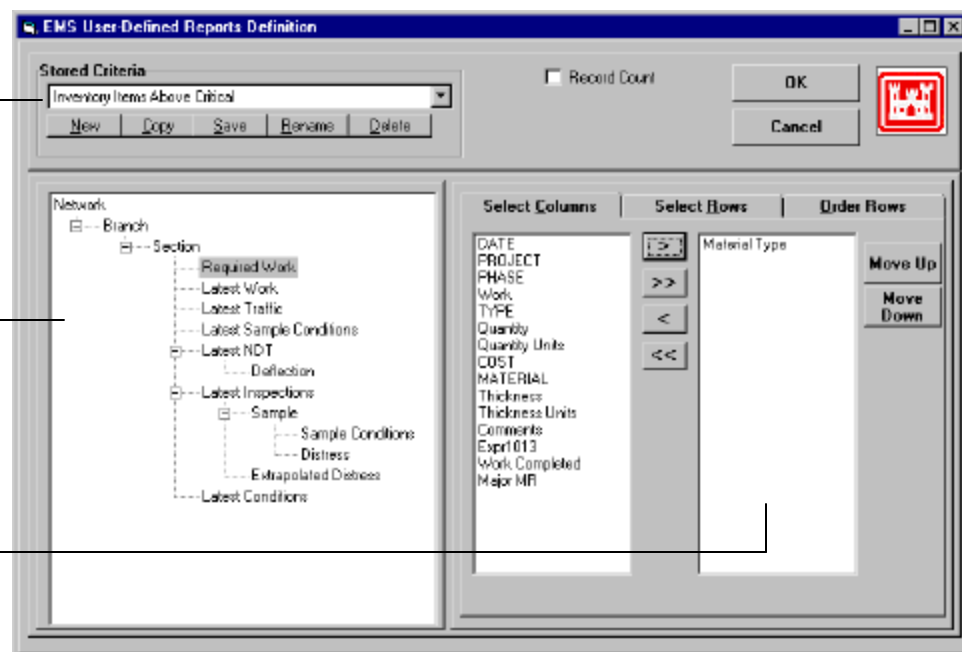 EMS User-Defined Reports Definition
Stored Criteria
Inventory Items Above Critical
New Copy Save Rename Delete
Record Count
OK
Cancel
Network
Branch
Section
Required Work
Latest Work
Latest Traffic
Latest Sample Conditions
Latest NDT
Deflection
Latest Inspections
Sample
Sample Conditions
Distress
Extrapolated Distress
Latest Conditions
Select Columns Select Rows Order Rows
DATE
PROJECT
PHASE
Work
TYPE
Quantity
Quantity Units
COST
MATERIAL
Thickness
Thickness Units
Comments
Expr1013
Work Completed
Major MR
>
>>
<
<<
Material Type
Move Up
Move
Down